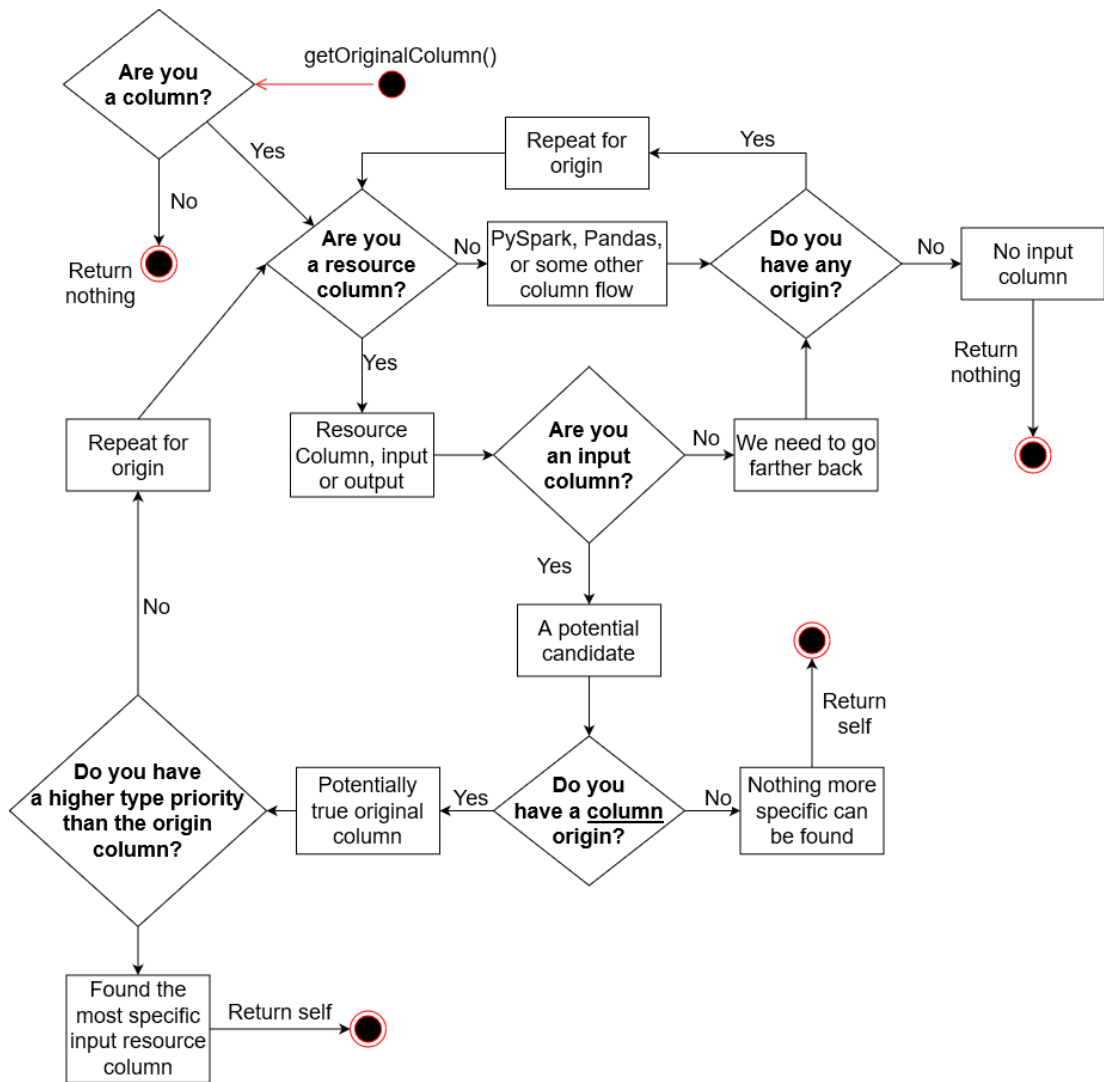 getOriginalColumn()
Are you
a column?
Yes
No
Return
nothing
Repeat for
origin
Yes
Are you
a resource
column?
No
PySpark, Pandas,
or some other
column flow
Do you
have any
origin?
No
No input
column
Return
nothing
Yes
Resource
Column, input
or output
Are you
an input
column?
No
We need to go
farther back
Repeat for
origin
Yes
A potential
candidate
No
Return
self
Do you have
a higher type priority
than the origin
column?
Potentially
true original
column
Yes
Do you
have a column
origin?
No
Nothing more
specific can
be found
Found the
most specific
input resource
column
Return self